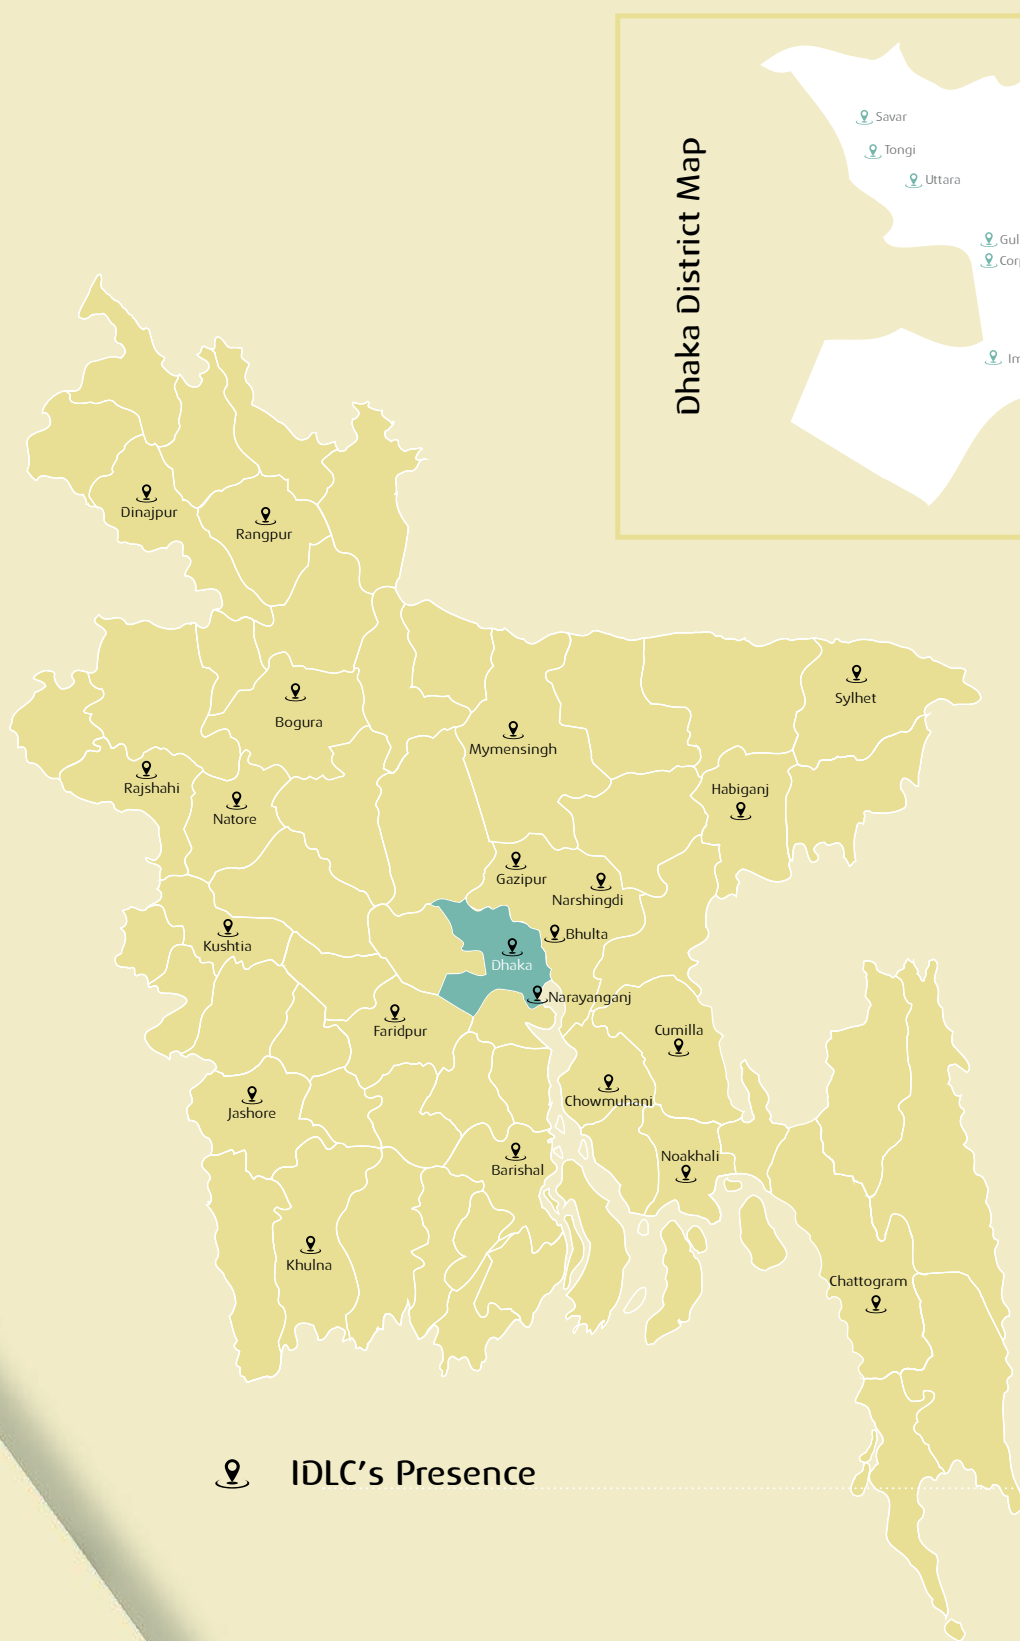 Dhaka District Map
Savar
Tongi
Uttara
Dinajpur
Rangpur
Bogura
Sylhet
Mymensingh
Rajshahi
Natore
Habiganj
Gazipur
Narshingdi
Kushtia
Bhulta
Dhaka
Narayanganj
Faridpur
Cumilla
Jashore
Chowmuhani
Barishal
Noakhali
Khulna
Chattogram
IDLC’s Presence